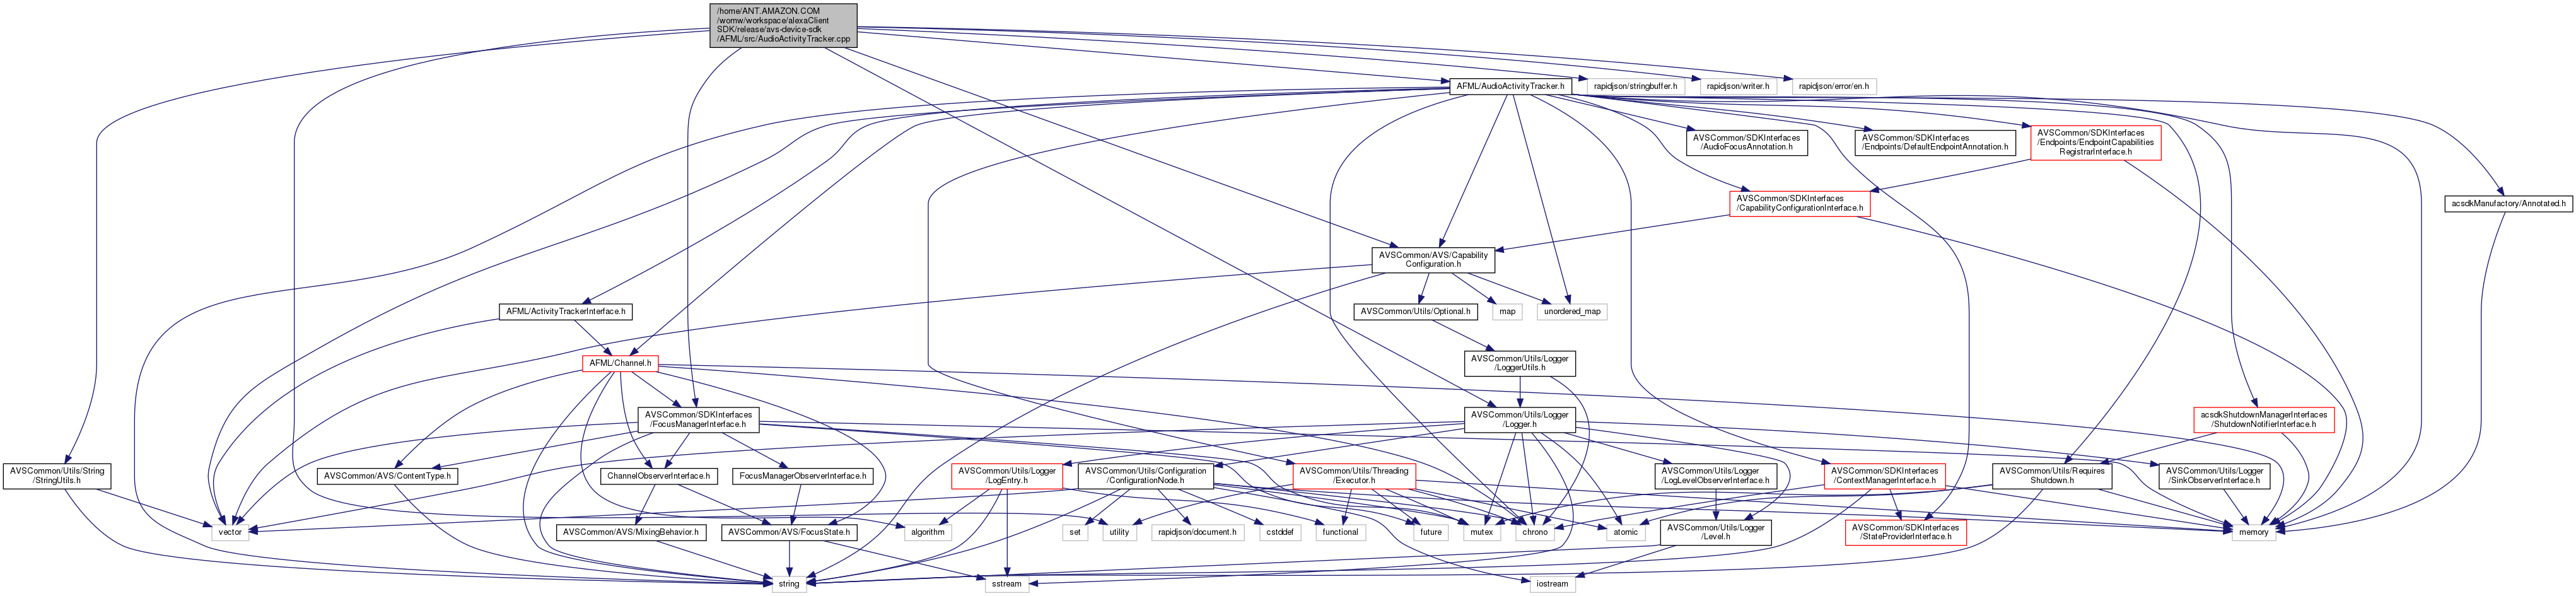 /home/ANT.AMAZON.COM
/womw/workspace/alexaClient
SDK/release/avs-device-sdk
/AFML/src/AudioActivityTracker.cpp
AFML/AudioActivityTracker.h
rapidjson/stringbuffer.h
rapidjson/writer.h
rapidjson/error/en.h
AVSCommon/SDKInterfaces
/AudioFocusAnnotation.h
AVSCommon/SDKInterfaces
/Endpoints/DefaultEndpointAnnotation.h
AVSCommon/SDKInterfaces
/Endpoints/EndpointCapabilities
RegistrarInterface.h
AVSCommon/SDKInterfaces
/CapabilityConfigurationInterface.h
acsdkManufactory/Annotated.h
AVSCommon/AVS/Capability
Configuration.h
AFML/ActivityTrackerInterface.h
AVSCommon/Utils/Optional.h
map
unordered_map
AFML/Channel.h
AVSCommon/Utils/Logger
/LoggerUtils.h
AVSCommon/SDKInterfaces
/FocusManagerInterface.h
AVSCommon/Utils/Logger
/Logger.h
acsdkShutdownManagerInterfaces
/ShutdownNotifierInterface.h
AVSCommon/Utils/String
/StringUtils.h
AVSCommon/AVS/ContentType.h
ChannelObserverInterface.h
FocusManagerObserverInterface.h
AVSCommon/Utils/Logger
/LogEntry.h
AVSCommon/Utils/Configuration
/ConfigurationNode.h
AVSCommon/Utils/Threading
/Executor.h
AVSCommon/Utils/Logger
/LogLevelObserverInterface.h
AVSCommon/SDKInterfaces
/ContextManagerInterface.h
AVSCommon/Utils/Requires
Shutdown.h
AVSCommon/Utils/Logger
/SinkObserverInterface.h
vector
AVSCommon/AVS/MixingBehavior.h
AVSCommon/AVS/FocusState.h
algorithm
set
utility
rapidjson/document.h
cstddef
functional
future
mutex
chrono
atomic
AVSCommon/Utils/Logger
/Level.h
AVSCommon/SDKInterfaces
/StateProviderInterface.h
memory
string
sstream
iostream